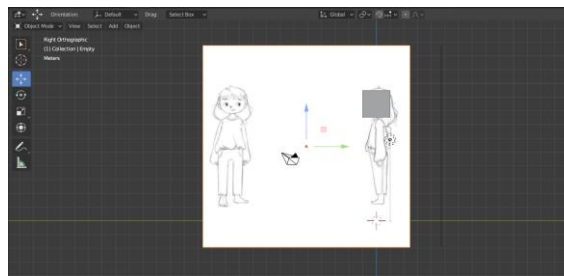 Orientation: Default Drag: Select Box Global
Object Mode View Select Add Object
Right Orthographic
(1) Collection | Empty
Meters